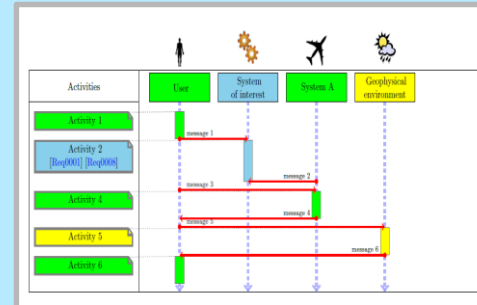 Activities
User
System
of interest
System A
Geophysical
environment
Activity 1
message 1
Activity 2
[Req0001] [Req0008]
message 2
message 3
Activity 4
message 4
message 5
Activity 5
message 6
Activity 6